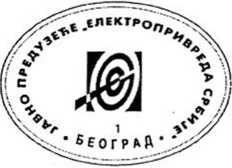 ЈАВНО ПРЕДУЗЕЋЕ „ЕЛЕКТРОПРИВРЕДА СРБИЈЕ"
1
· БЕОГРАД ·